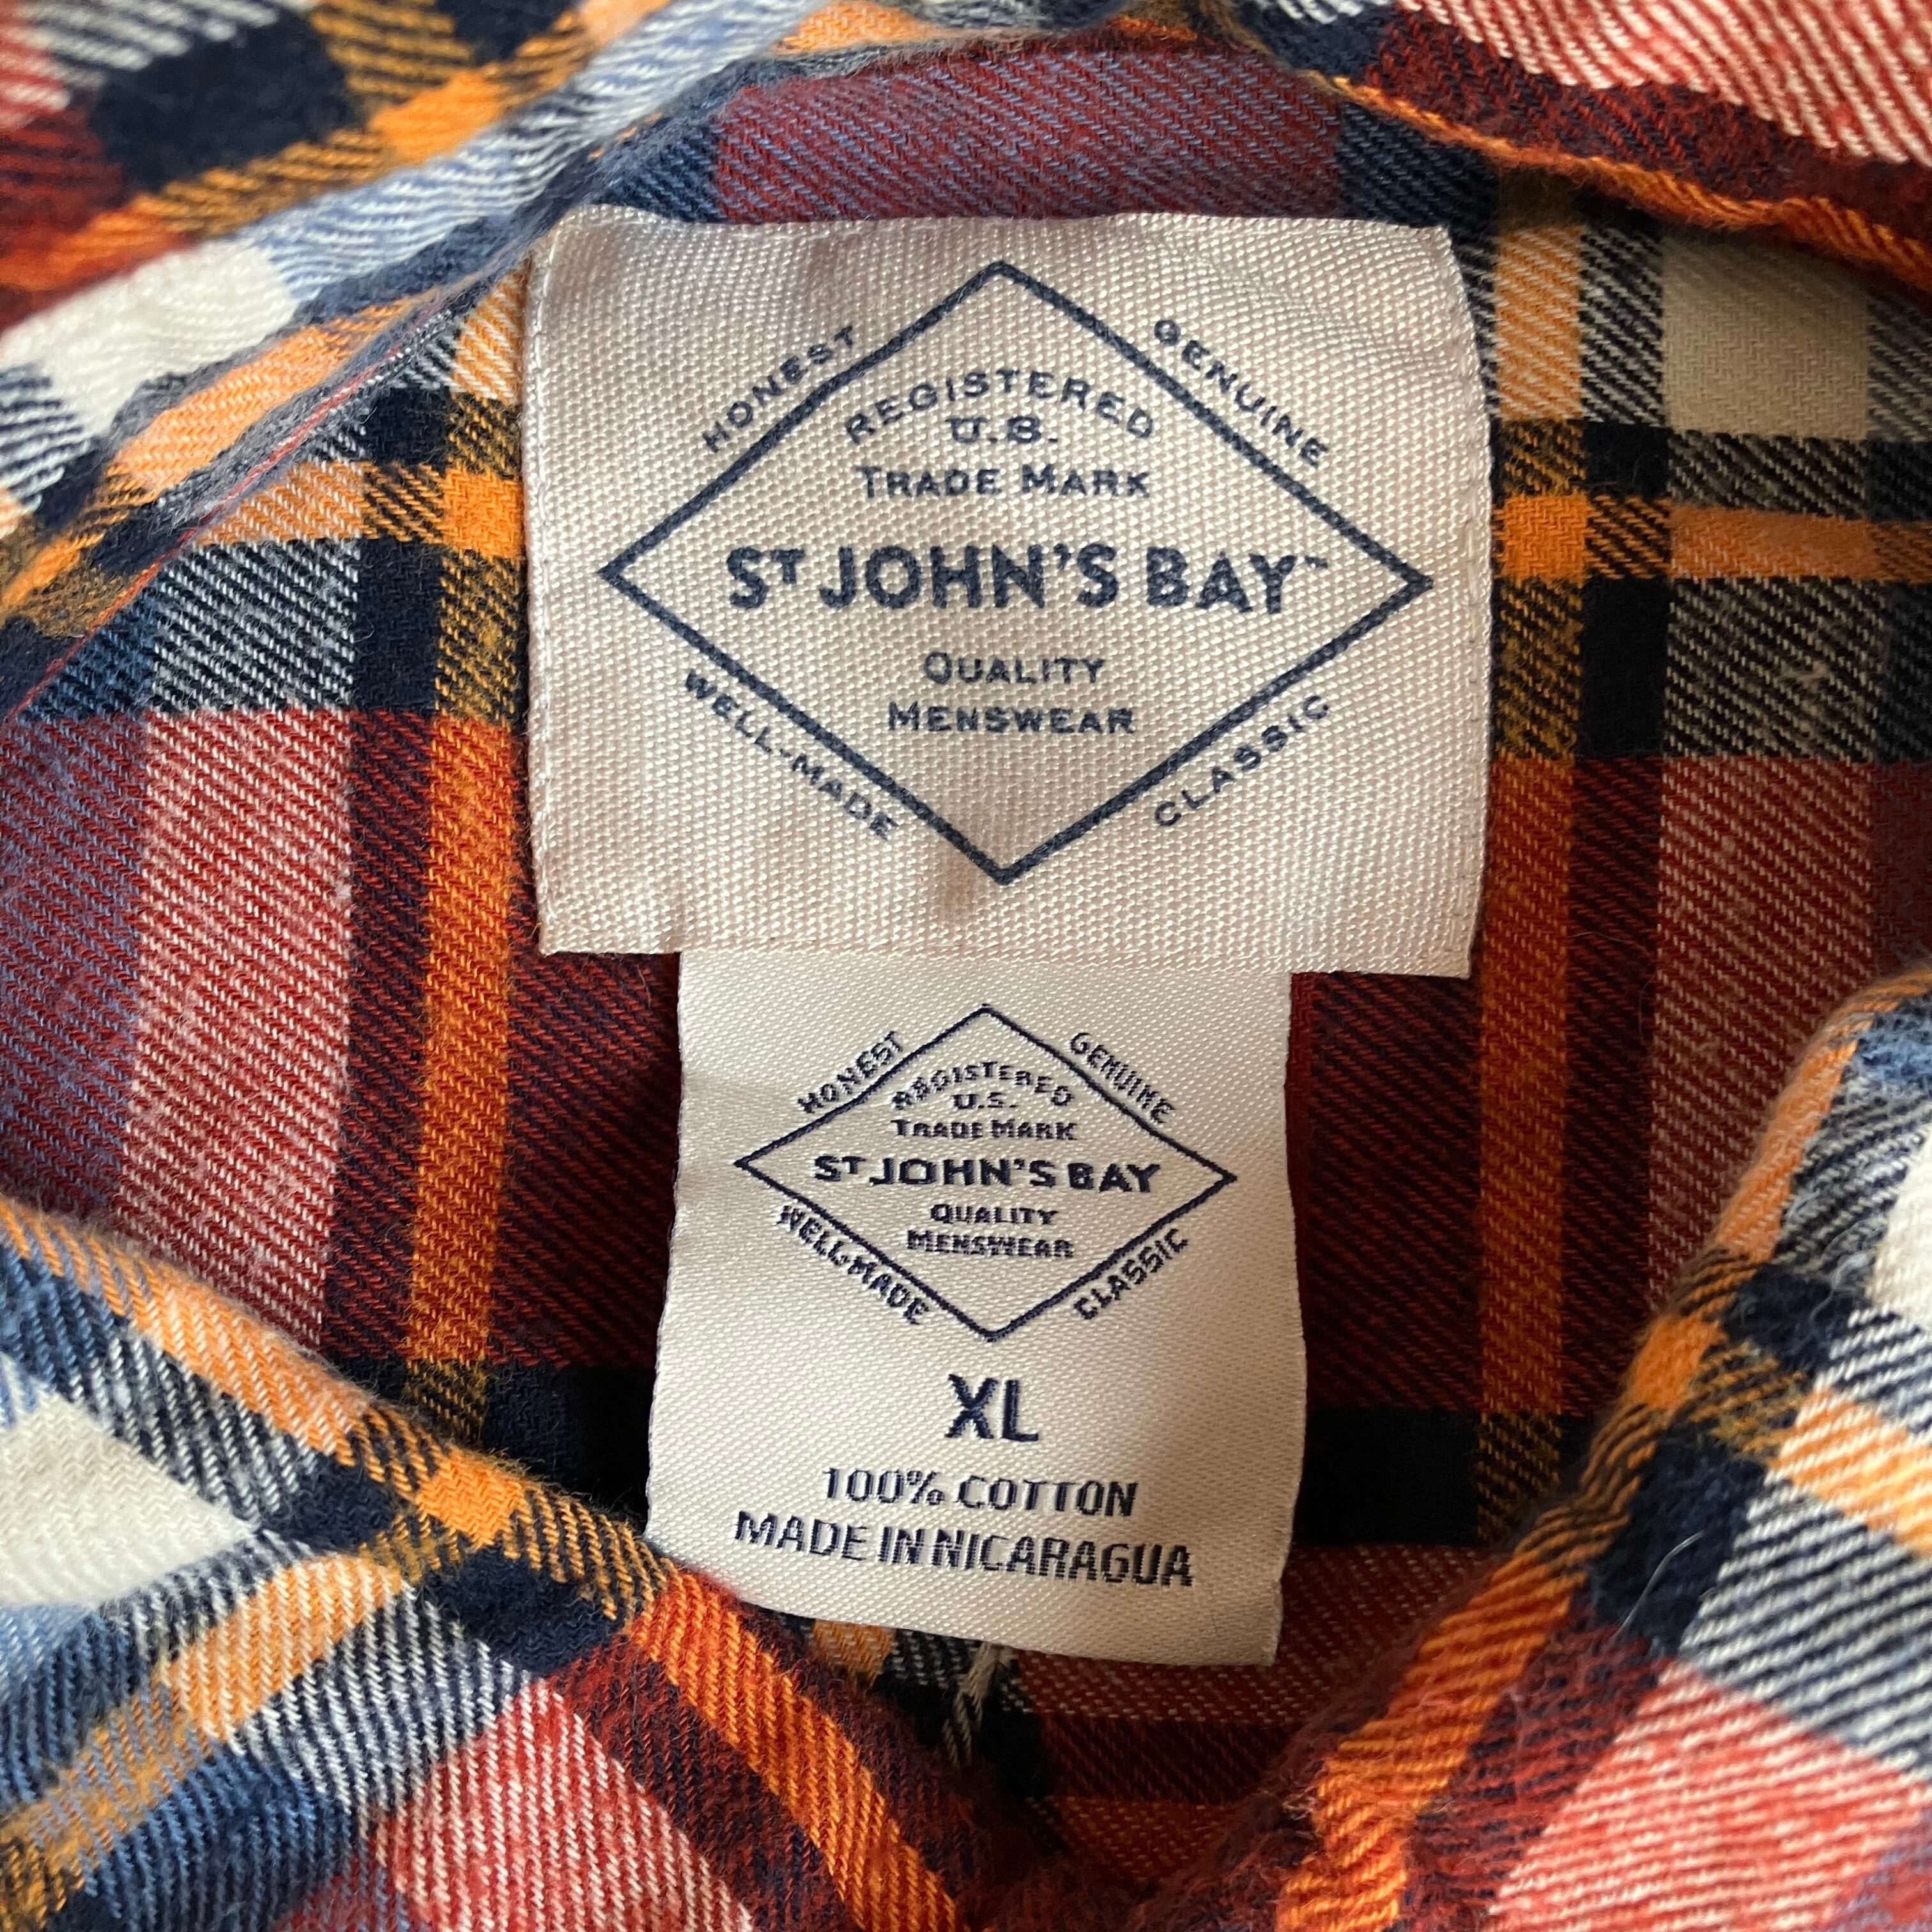 HONEST
GENUINE
REGISTERED
U.S.
TRADE MARK
ST JOHN'S BAY™
QUALITY
MENSWEAR
WELL-MADE
CLASSIC
HONEST
GENUINE
REGISTERED
U.S.
TRADE MARK
ST JOHN'S BAY
QUALITY
MENSWEAR
WELL-MADE
CLASSIC
XL
100% COTTON
MADE IN NICARAGUA